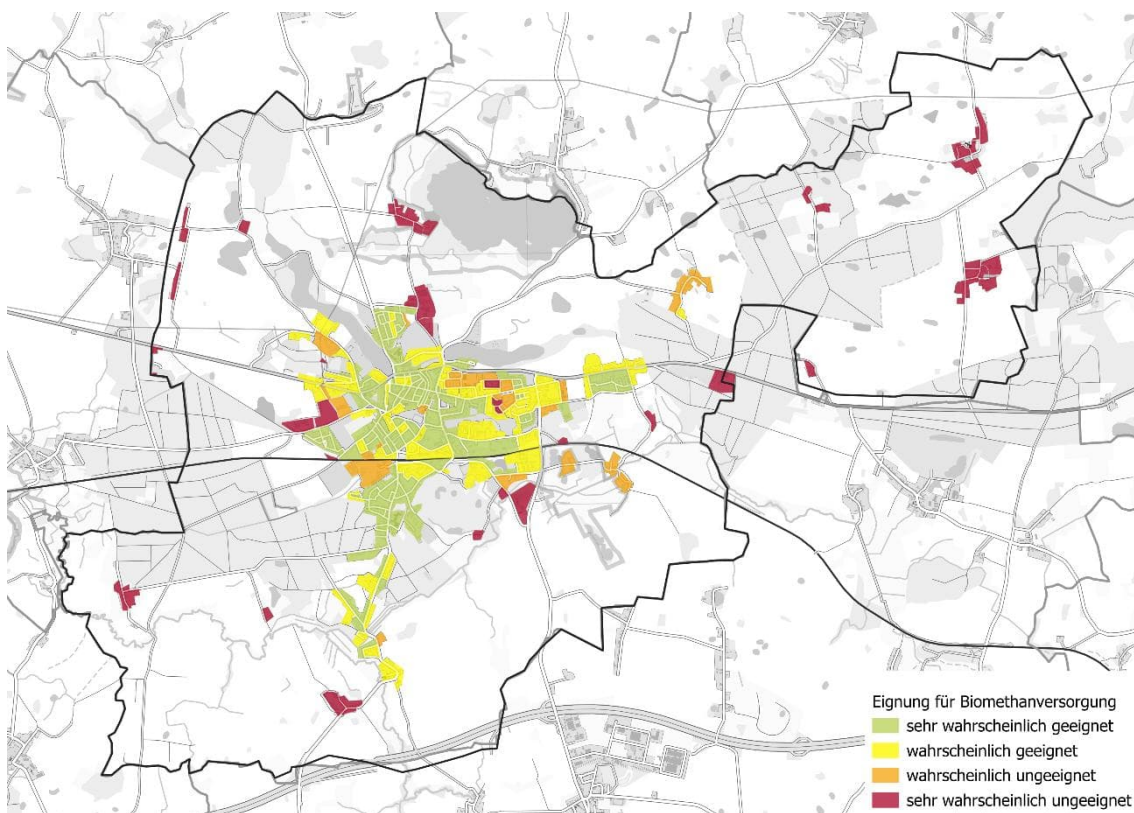 Eignung für Biomethanversorgung
sehr wahrscheinlich geeignet
wahrscheinlich geeignet
wahrscheinlich ungeeignet
sehr wahrscheinlich ungeeignet